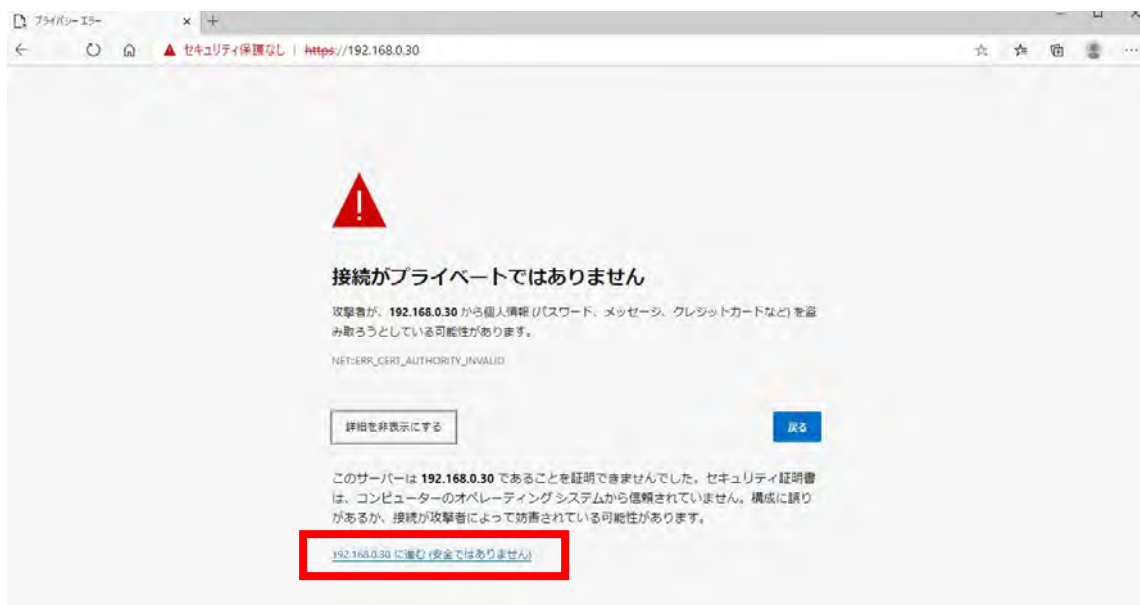 プライバシー エラー
セキュリティ保護なし | https://192.168.0.30
接続がプライベートではありません
攻撃者が、192.168.0.30 から個人情報 (パスワード、メッセージ、クレジットカードなど) を盗
み取ろうとしている可能性があります。
NET::ERR_CERT_AUTHORITY_INVALID
詳細を非表示にする
戻る
このサーバーは 192.168.0.30 であることを証明できませんでした。セキュリティ証明書
は、コンピューターのオペレーティング システムから信頼されていません。構成に誤り
があるか、接続が攻撃者によって妨害されている可能性があります。
192.168.0.30 に進む (安全ではありません)